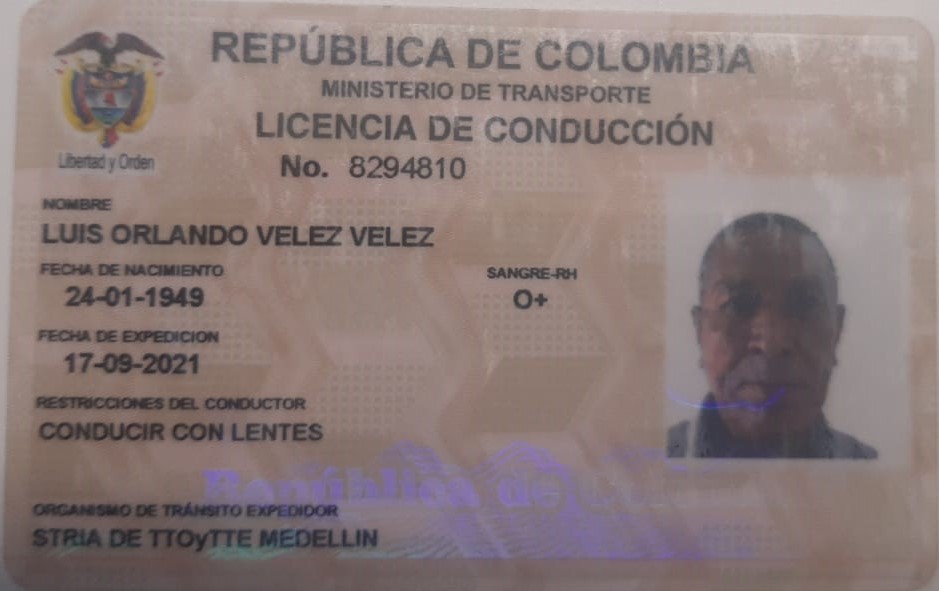 REPÚBLICA DE COLOMBIA
MINISTERIO DE TRANSPORTE
LICENCIA DE CONDUCCIÓN
Libertad y Orden
No. 8294810
NOMBRE
LUIS ORLANDO VELEZ VELEZ
FECHA DE NACIMIENTO
24-01-1949
SANGRE-RH
O+
FECHA DE EXPEDICION
17-09-2021
RESTRICCIONES DEL CONDUCTOR
CONDUCIR CON LENTES
República de
ORGANISMO DE TRÁNSITO EXPEDIDOR
STRIA DE TTOyTTE MEDELLIN